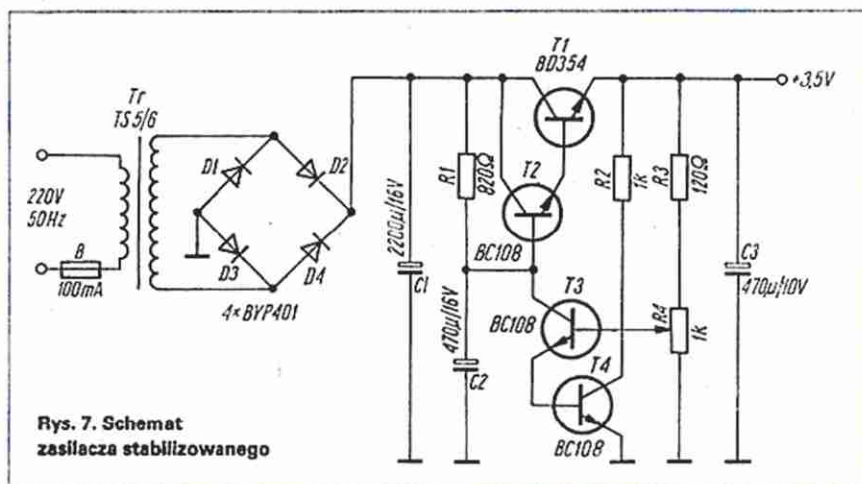 Tr
TS 5/6
220V
50Hz
B
100mA
D1
D2
D3
D4
4×BYP401
2200µ/16V
C1
R1
820Ω
470µ/16V
C2
T1
BD354
T2
BC108
T3
BC108
T4
BC108
R2
1k
R3
120Ω
R4
1k
C3
470µ/10V
+3,5V
Rys. 7. Schemat
zasilacza stabilizowanego